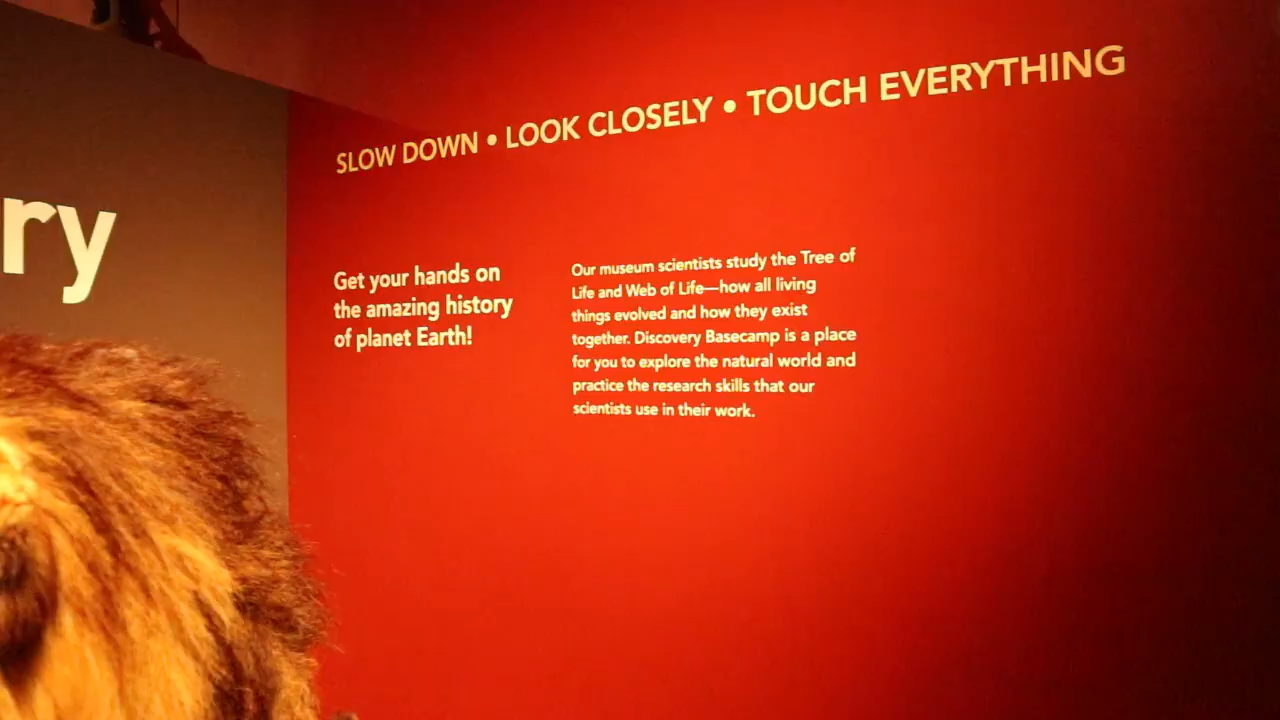 SLOW DOWN • LOOK CLOSELY • TOUCH EVERYTHING
ry
Get your hands on
the amazing history
of planet Earth!
Our museum scientists study the Tree of
Life and Web of Life—how all living
things evolved and how they exist
together. Discovery Basecamp is a place
for you to explore the natural world and
practice the research skills that our
scientists use in their work.